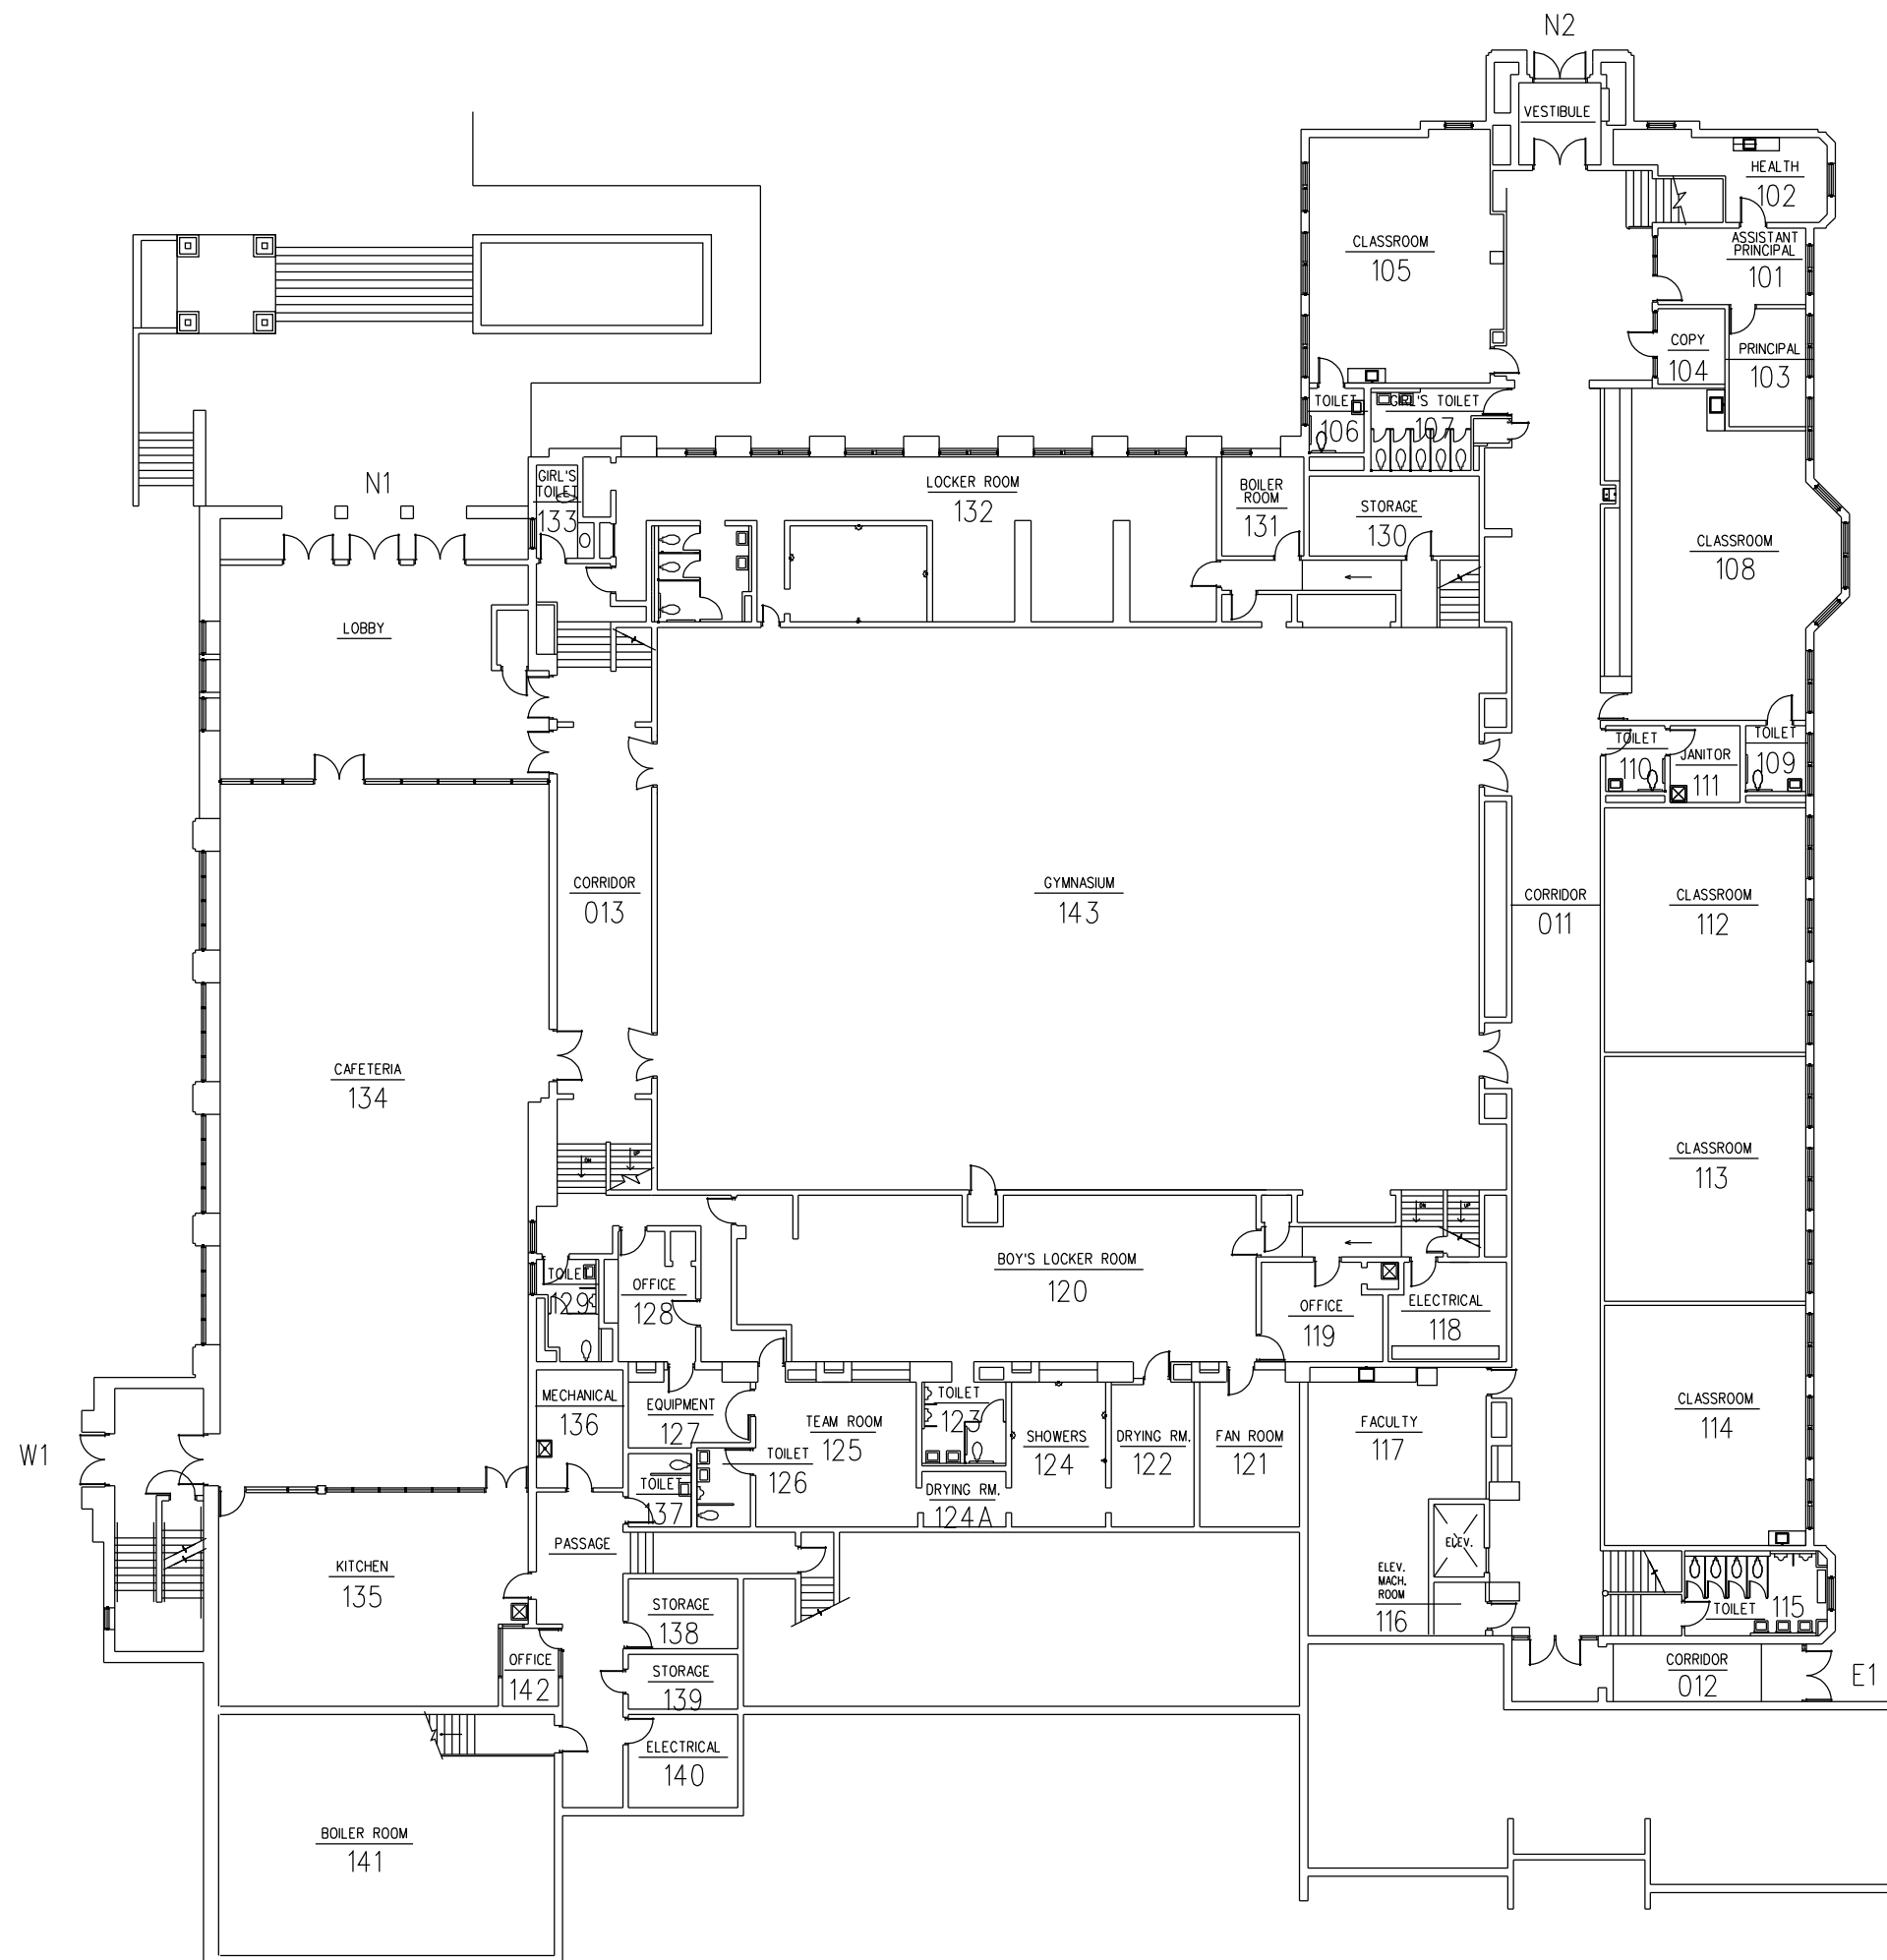 N2
VESTIBULE
HEALTH
102
ASSISTANT
PRINCIPAL
101
CLASSROOM
105
COPY
104
PRINCIPAL
103
TOILET
106
GIRL'S TOILET
107
N1
GIRL'S
TOILET
133
LOCKER ROOM
132
BOILER
ROOM
131
STORAGE
130
CLASSROOM
108
LOBBY
TOILET
110
JANITOR
111
TOILET
109
CORRIDOR
013
GYMNASIUM
143
CORRIDOR
011
CLASSROOM
112
CAFETERIA
134
CLASSROOM
113
DN
UP
DN
UP
TOILET
129
OFFICE
128
BOY'S LOCKER ROOM
120
OFFICE
119
ELECTRICAL
118
MECHANICAL
136
EQUIPMENT
127
TEAM ROOM
125
TOILET
123
SHOWERS
124
DRYING RM.
122
FAN ROOM
121
FACULTY
117
CLASSROOM
114
W1
TOILET
126
TOILET
137
DRYING RM.
124A
PASSAGE
ELEV.
KITCHEN
135
ELEV.
MACH.
ROOM
116
STORAGE
138
TOILET
115
OFFICE
142
STORAGE
139
CORRIDOR
012
E1
ELECTRICAL
140
BOILER ROOM
141